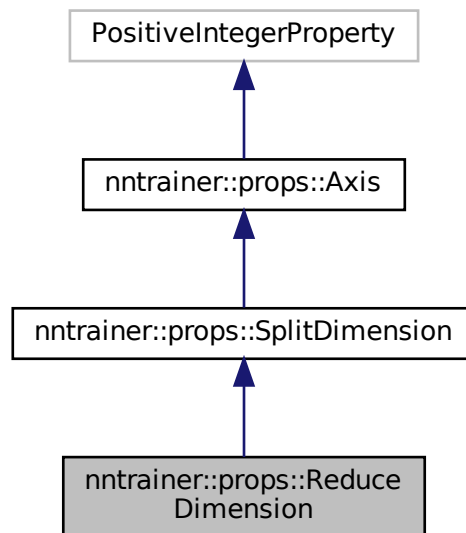 PositiveIntegerProperty
nntrainer::props::Axis
nntrainer::props::SplitDimension
nntrainer::props::Reduce
Dimension